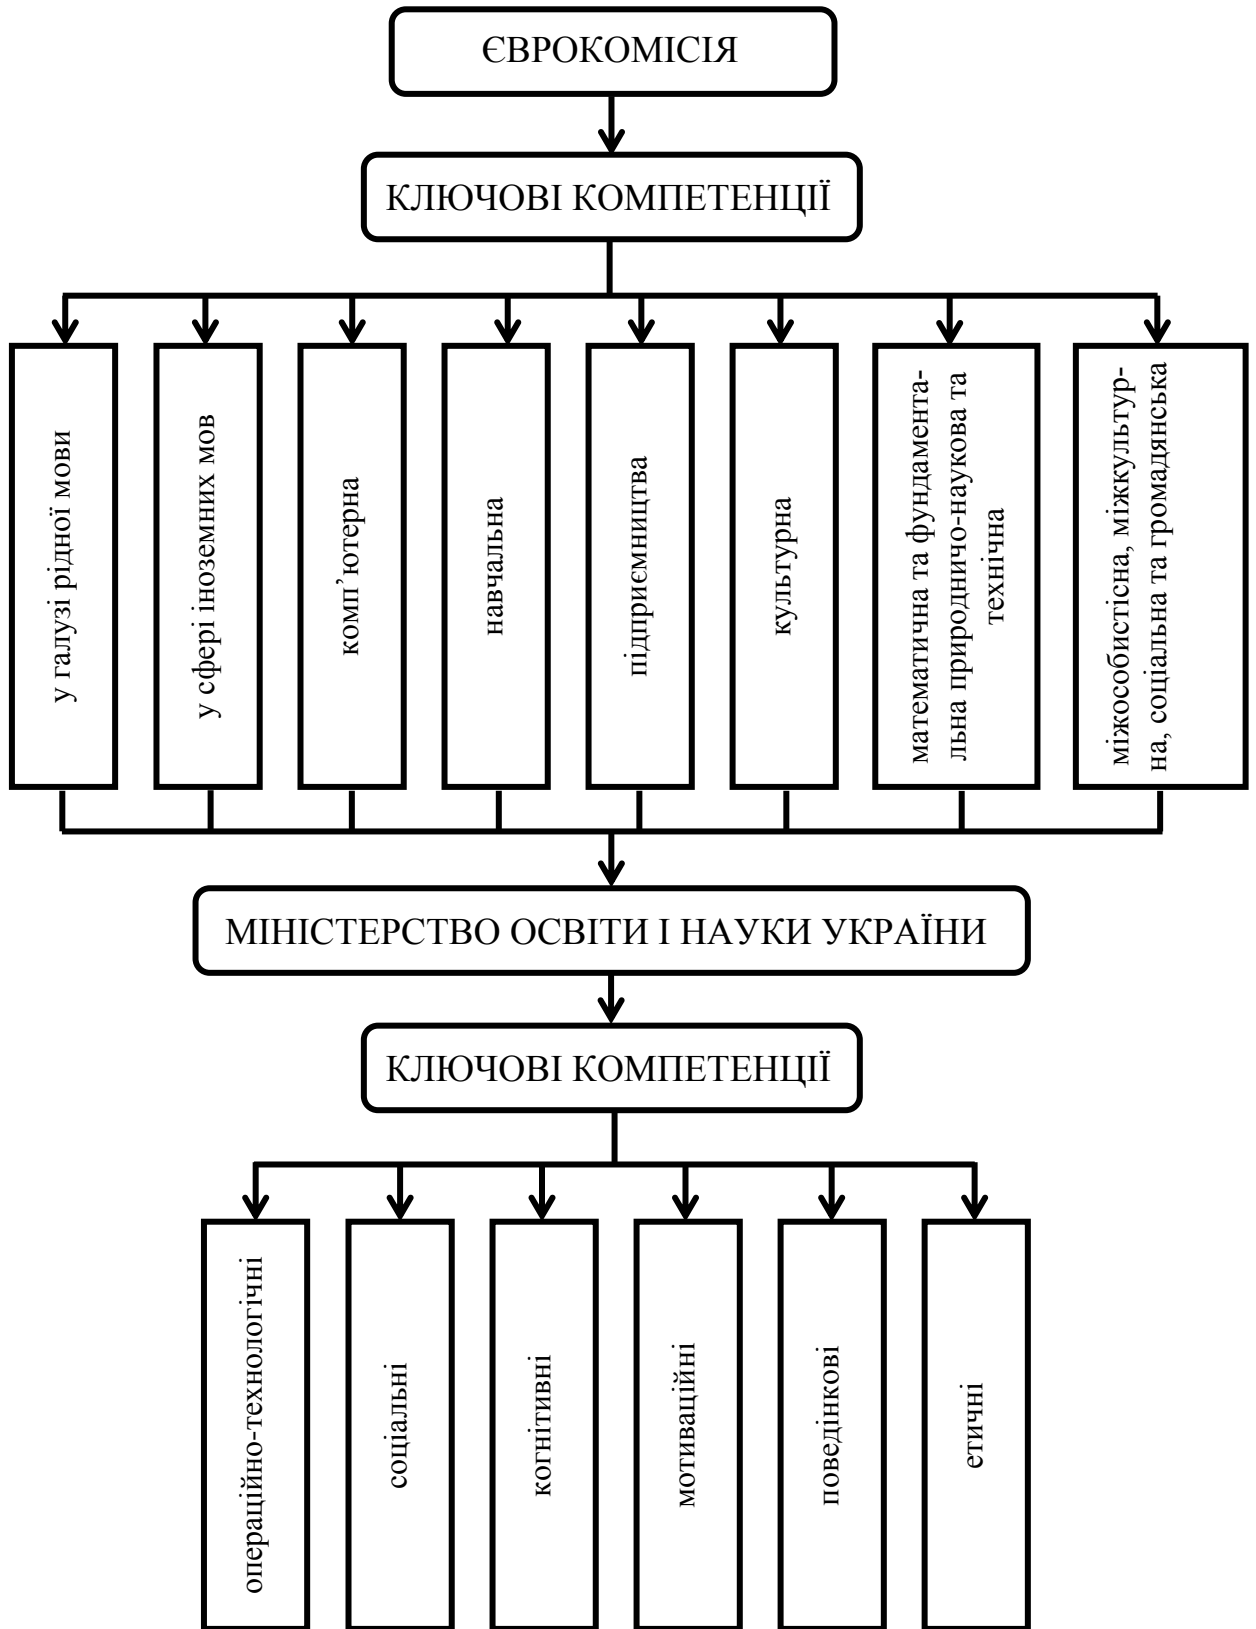 ЄВРОКОМІСІЯ
КЛЮЧОВІ КОМПЕТЕНЦІЇ
у галузі рідної мови
у сфері іноземних мов
комп’ютерна
навчальна
підприємництва
культурна
математична та фундамента-
льна природничо-наукова та
технічна
міжособистісна, міжкультур-
на, соціальна та громадянська
МІНІСТЕРСТВО ОСВІТИ І НАУКИ УКРАЇНИ
КЛЮЧОВІ КОМПЕТЕНЦІЇ
операційно-технологічні
соціальні
когнітивні
мотиваційні
поведінкові
етичні